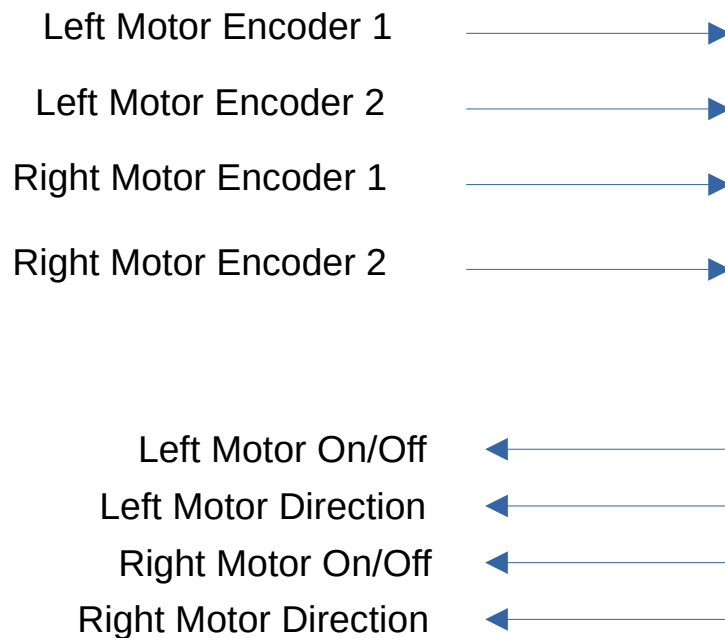 Left Motor Encoder 1
Left Motor Encoder 2
Right Motor Encoder 1
Right Motor Encoder 2
Left Motor On/Off
Left Motor Direction
Right Motor On/Off
Right Motor Direction